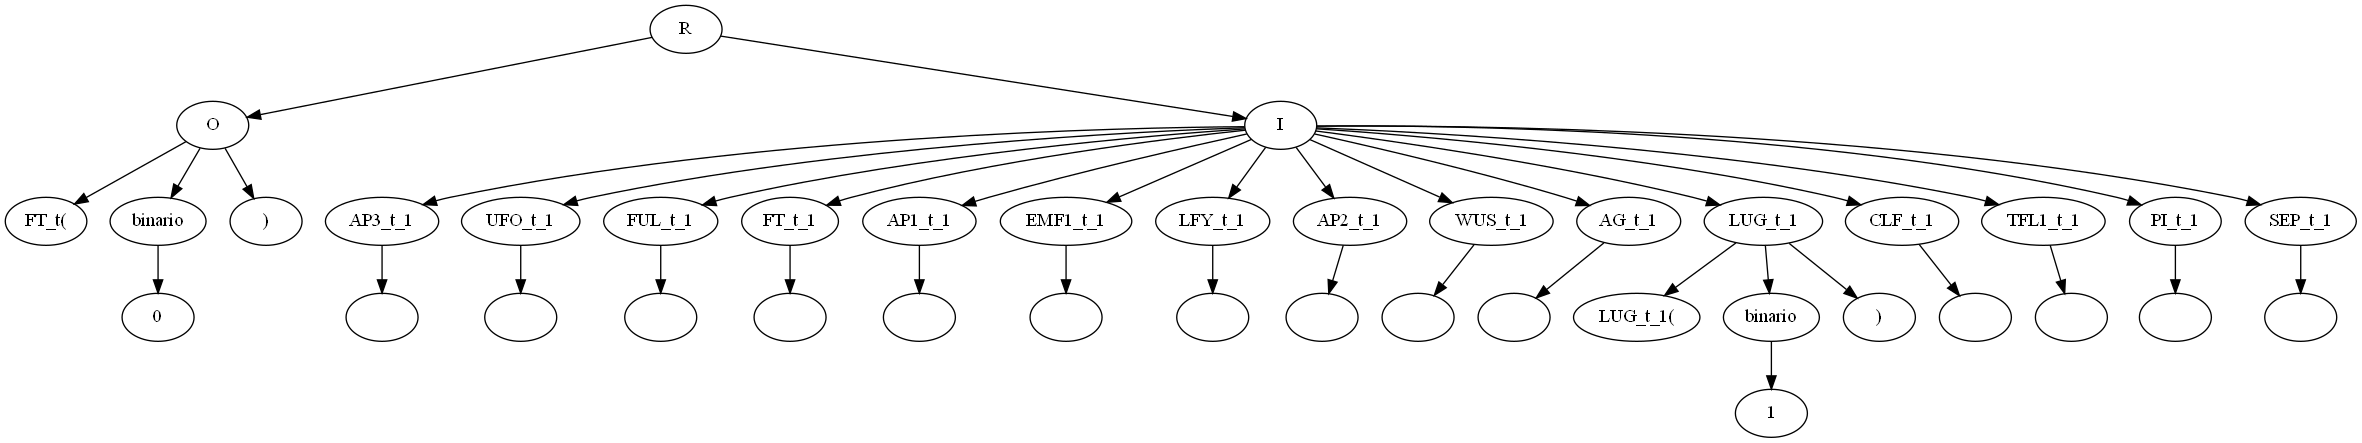 R
O I
FT_t( binario ) AP3_t_1 UFO_t_1 FUL_t_1 FT_t_1 AP1_t_1 EMF1_t_1 LFY_t_1 AP2_t_1 WUS_t_1 AG_t_1 LUG_t_1 CLF_t_1 TFL1_t_1 PI_t_1 SEP_t_1
0 LUG_t_1( binario )
1